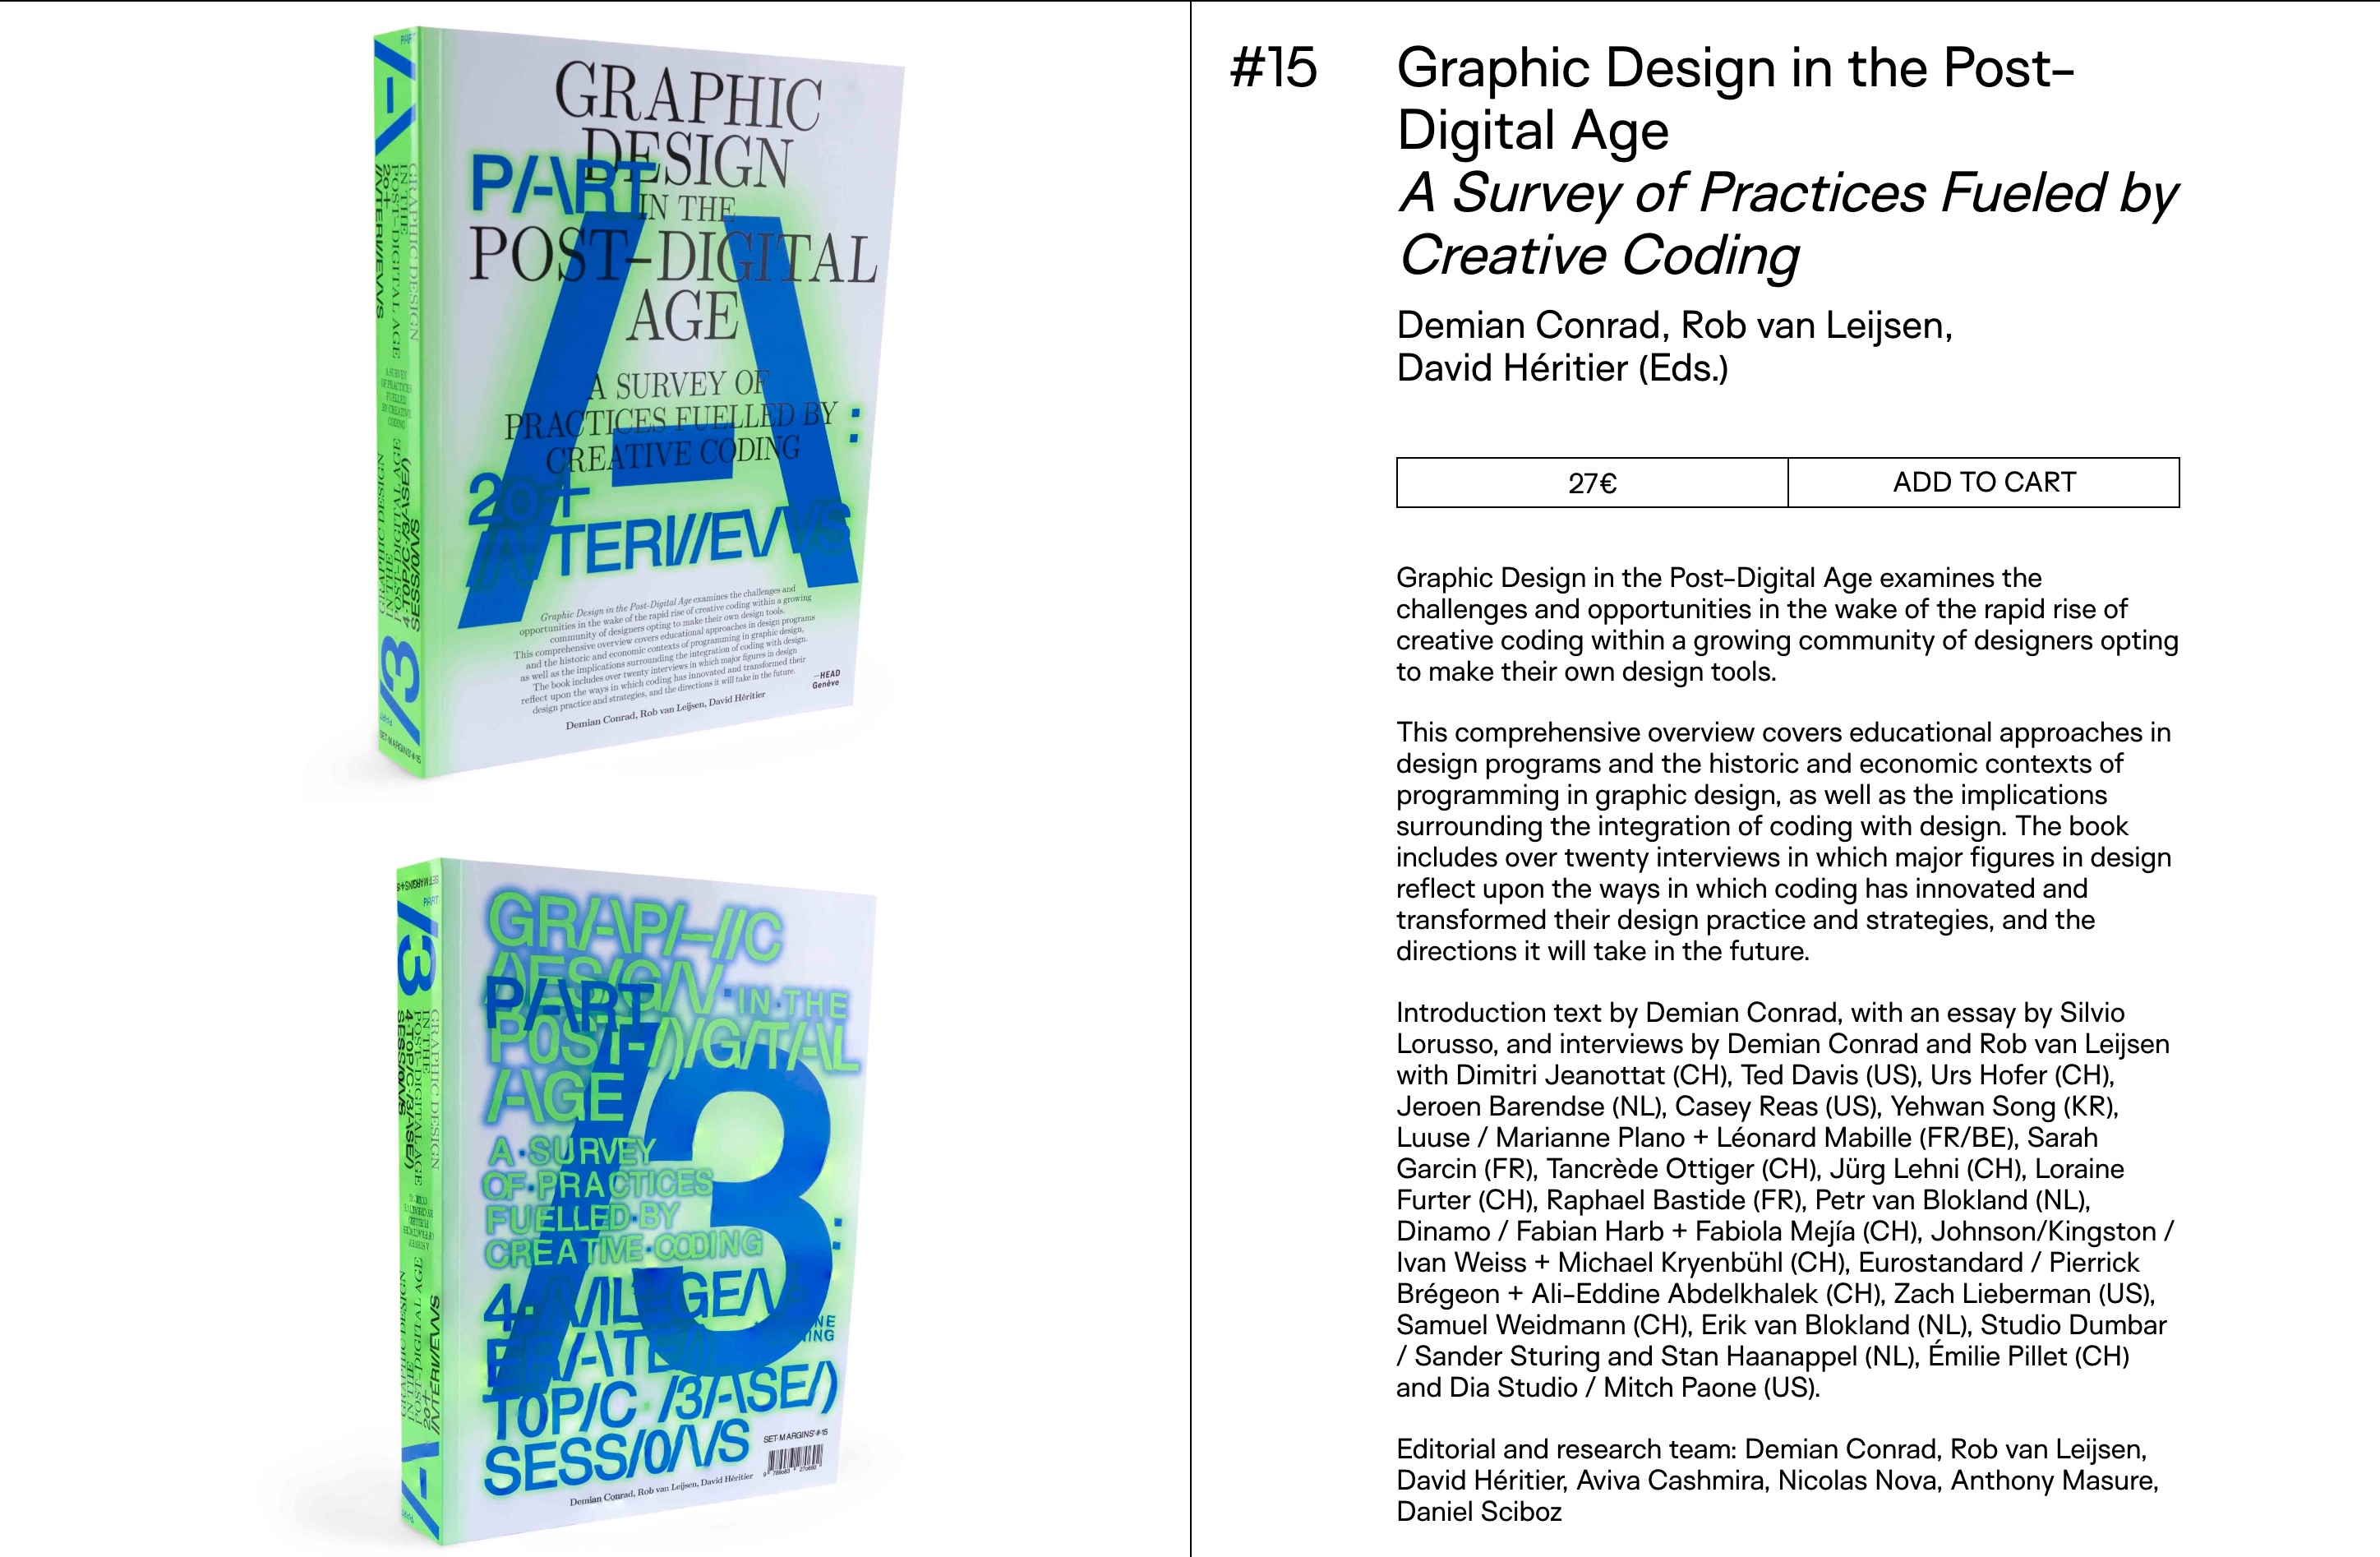 GRAPHIC
DESIGN
IN THE
POST–DIGITAL
AGE
PART
A SURVEY OF
PRACTICES FUELLED BY
CREATIVE CODING
20+
INTERVIEWS
:
Graphic Design in the Post-Digital Age examines the challenges and
opportunities in the wake of the rapid rise of creative coding within a growing
community of designers opting to make their own design tools.
This comprehensive overview covers educational approaches in design programs
and the historic and economic contexts of programming in graphic design,
as well as the implications surrounding the integration of coding with design.
The book includes over twenty interviews in which major figures in design
reflect upon the ways in which coding has innovated and transformed their
design practice and strategies, and the directions it will take in the future.
Demian Conrad, Rob van Leijsen, David Héritier
–HEAD
Genève
PART
GRAPHIC DESIGN
IN THE
POST–DIGITAL AGE
20+
INTERVIEWS
A SURVEY
OF PRACTICES
FUELLED
BY CREATIVE
CODING
SET MARGINS' #15
GRAPHIC
DESIGN·IN·THE
POST-DIGITAL
AGE
PART
A·SURVEY
OF·PRACTICES
FUELLED·BY
CREATIVE·CODING
B
:
TOPIC·BASED
SESSIONS
SET MARGINS' #15
Demian Conrad, Rob van Leijsen, David Héritier
#15
Graphic Design in the Post-
Digital Age
A Survey of Practices Fueled by
Creative Coding
Demian Conrad, Rob van Leijsen,
David Héritier (Eds.)
27€
ADD TO CART
Graphic Design in the Post-Digital Age examines the
challenges and opportunities in the wake of the rapid rise of
creative coding within a growing community of designers opting
to make their own design tools.
This comprehensive overview covers educational approaches in
design programs and the historic and economic contexts of
programming in graphic design, as well as the implications
surrounding the integration of coding with design. The book
includes over twenty interviews in which major figures in design
reflect upon the ways in which coding has innovated and
transformed their design practice and strategies, and the
directions it will take in the future.
Introduction text by Demian Conrad, with an essay by Silvio
Lorusso, and interviews by Demian Conrad and Rob van Leijsen
with Dimitri Jeanottat (CH), Ted Davis (US), Urs Hofer (CH),
Jeroen Barendse (NL), Casey Reas (US), Yehwan Song (KR),
Luuse / Marianne Plano + Léonard Mabille (FR/BE), Sarah
Garcin (FR), Tancrède Ottiger (CH), Jürg Lehni (CH), Loraine
Furter (CH), Raphael Bastide (FR), Petr van Blokland (NL),
Dinamo / Fabian Harb + Fabiola Mejía (CH), Johnson/Kingston /
Ivan Weiss + Michael Kryenbühl (CH), Eurostandard / Pierrick
Brégeon + Ali-Eddine Abdelkhalek (CH), Zach Lieberman (US),
Samuel Weidmann (CH), Erik van Blokland (NL), Studio Dumbar
/ Sander Sturing and Stan Haanappel (NL), Émilie Pillet (CH)
and Dia Studio / Mitch Paone (US).
Editorial and research team: Demian Conrad, Rob van Leijsen,
David Héritier, Aviva Cashmira, Nicolas Nova, Anthony Masure,
Daniel Sciboz